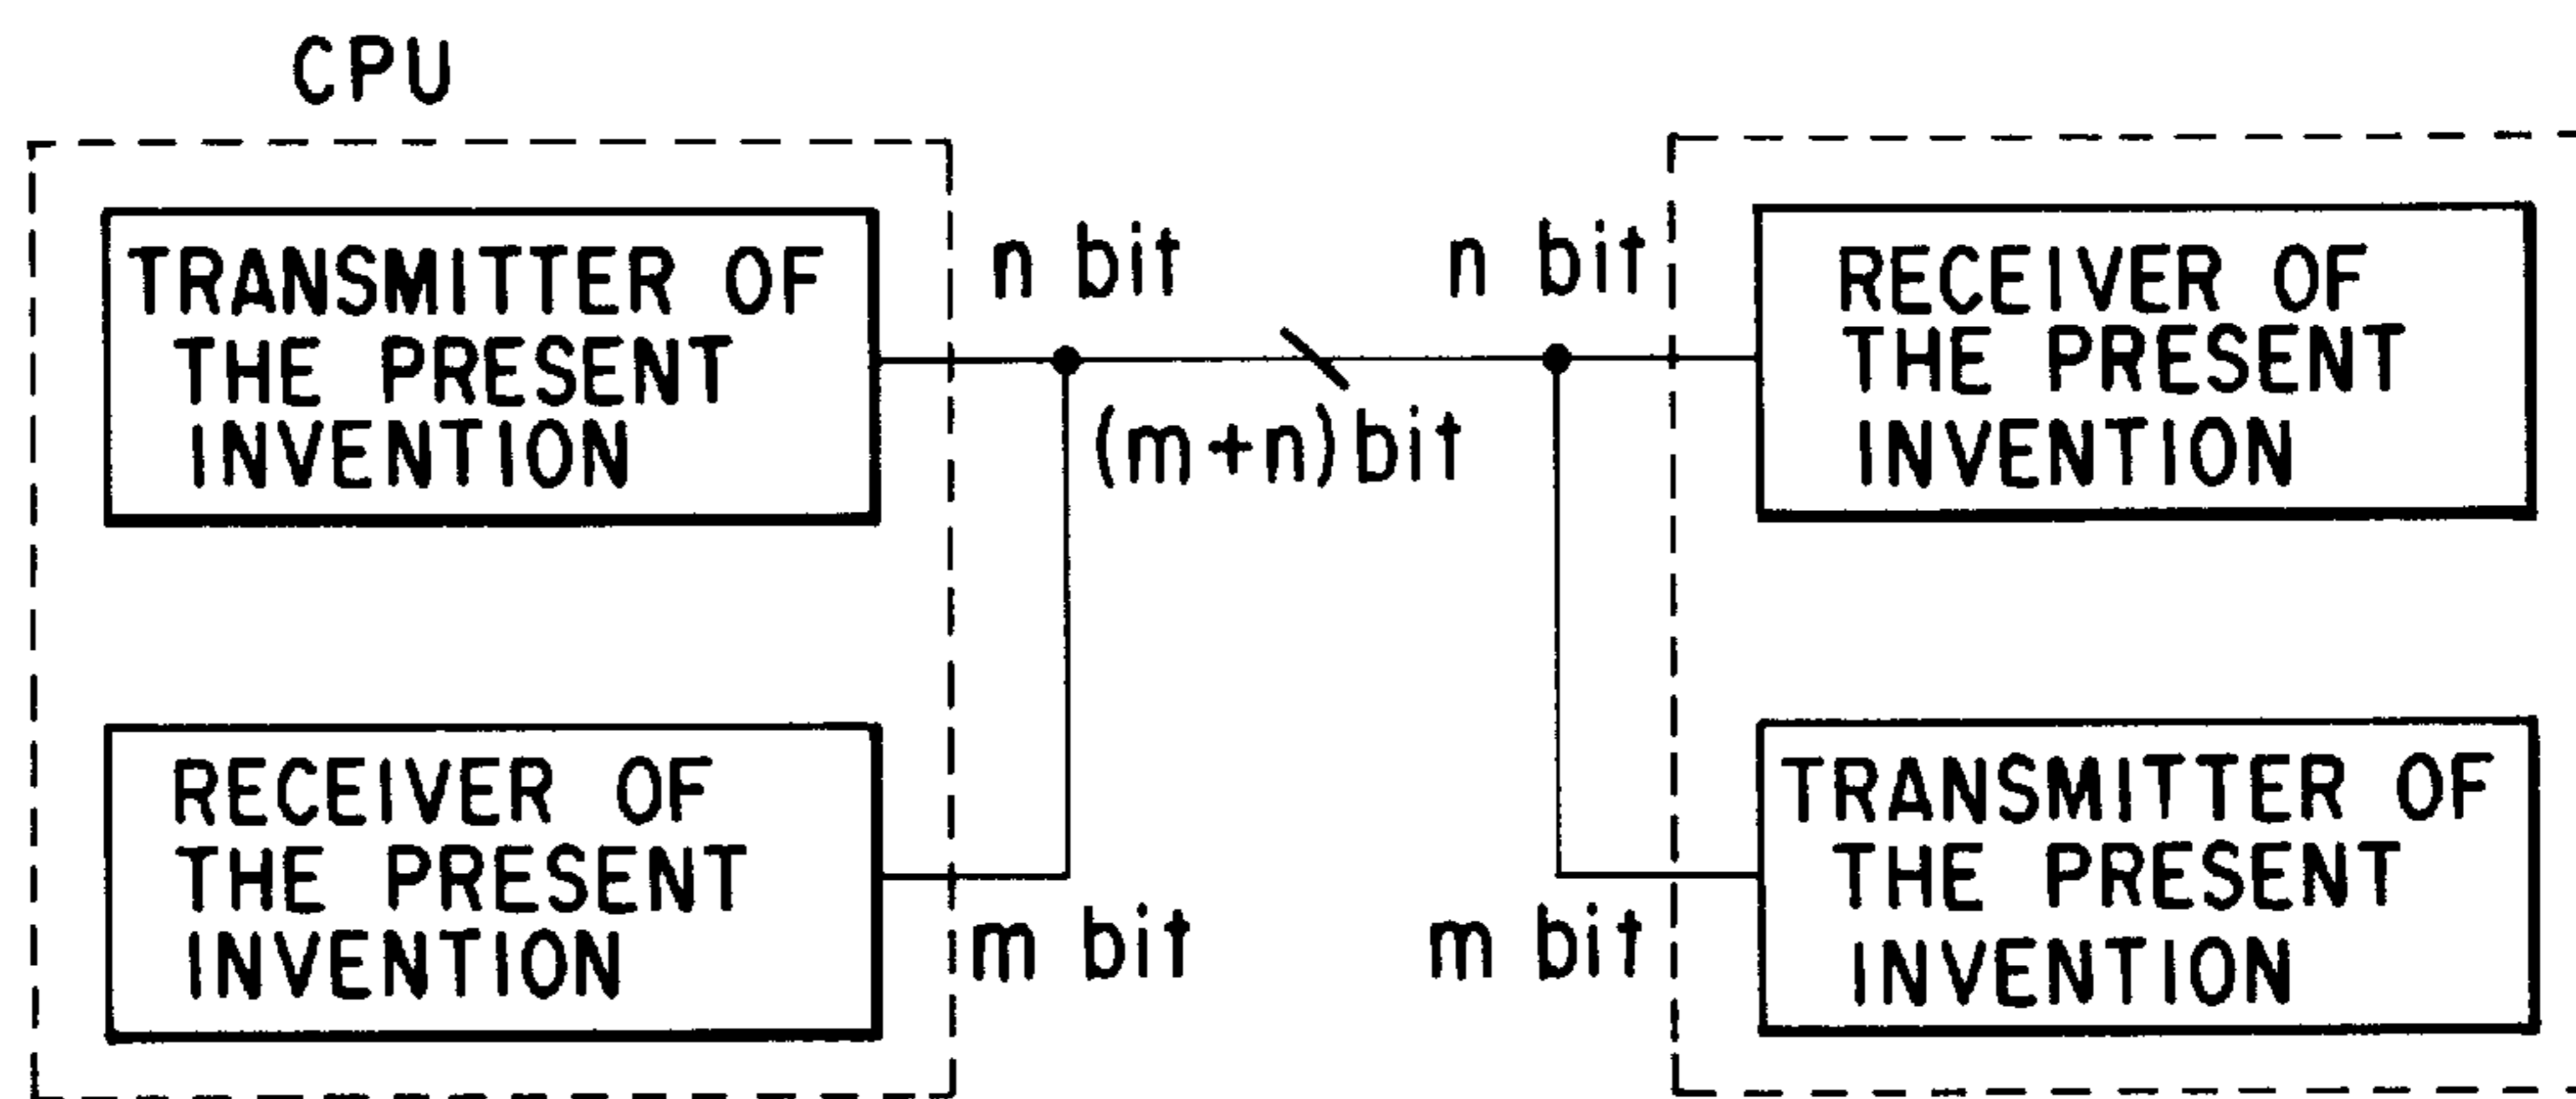 CPU
TRANSMITTER OF
THE PRESENT
INVENTION
n bit
n bit
(m+n)bit
RECEIVER OF
THE PRESENT
INVENTION
RECEIVER OF
THE PRESENT
INVENTION
m bit
m bit
TRANSMITTER OF
THE PRESENT
INVENTION